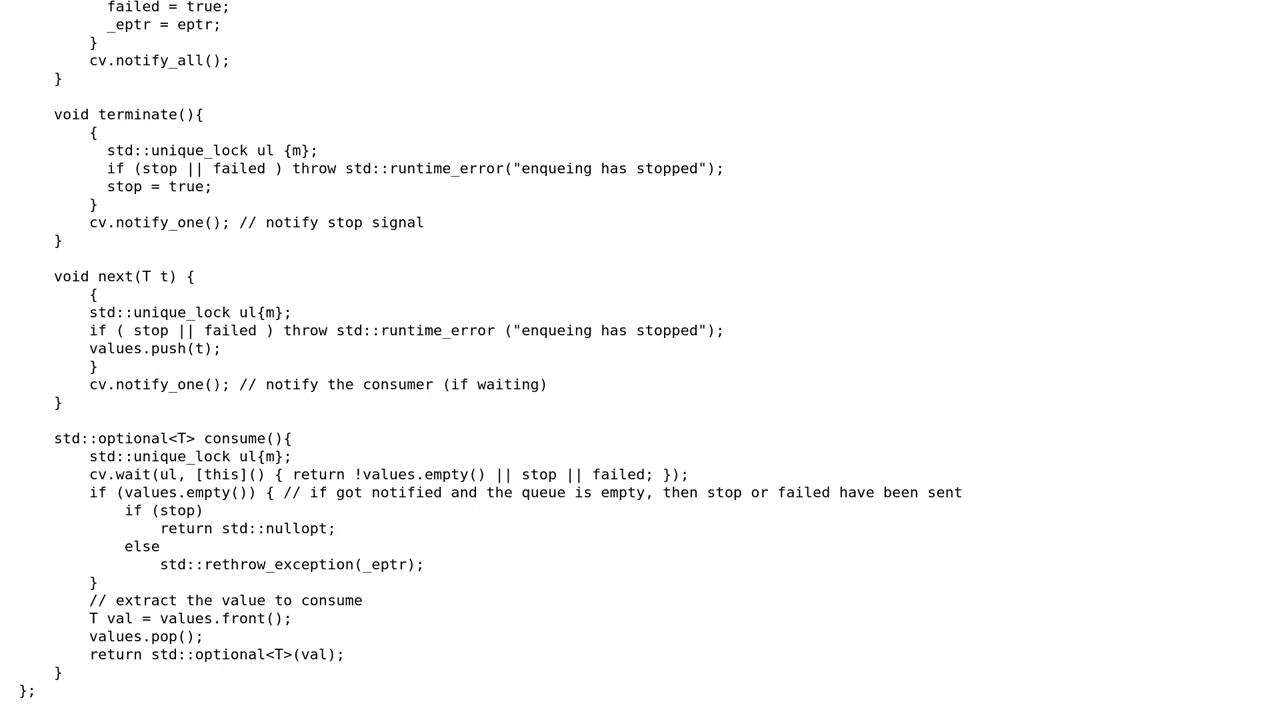 failed = true;
_eptr = eptr;
}
cv.notify_all();
}
void terminate(){
{
std::unique_lock ul {m};
if (stop || failed ) throw std::runtime_error("enqueing has stopped");
stop = true;
}
cv.notify_one(); // notify stop signal
}
void next(T t) {
{
std::unique_lock ul{m};
if ( stop || failed ) throw std::runtime_error ("enqueing has stopped");
values.push(t);
}
cv.notify_one(); // notify the consumer (if waiting)
}
std::optional<T> consume(){
std::unique_lock ul{m};
cv.wait(ul, [this]() { return !values.empty() || stop || failed; });
if (values.empty()) { // if got notified and the queue is empty, then stop or failed have been sent
if (stop)
return std::nullopt;
else
std::rethrow_exception(_eptr);
}
// extract the value to consume
T val = values.front();
values.pop();
return std::optional<T>(val);
}
};